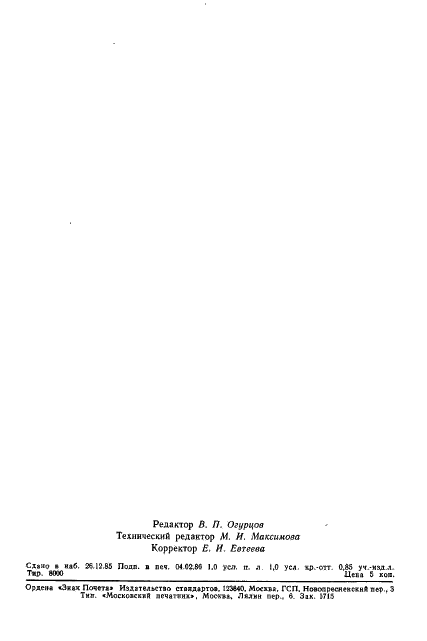 Редактор В. П. Огурцов
Технический редактор М. И. Максимова
Корректор Е. И. Евтеева
Сдано в наб. 26.12.85 Подп. в печ. 04.02.86 1,0 усл. п. л. 1,0 усл. кр.-отт. 0,85 уч.-изд.л.
Тир. 8000 Цена 5 коп.
Ордена «Знак Почета» Издательство стандартов, 123840, Москва, ГСП, Новопресненский пер., 3
Тип. «Московский печатник», Москва, Лялин пер., 6. Зак. 1715